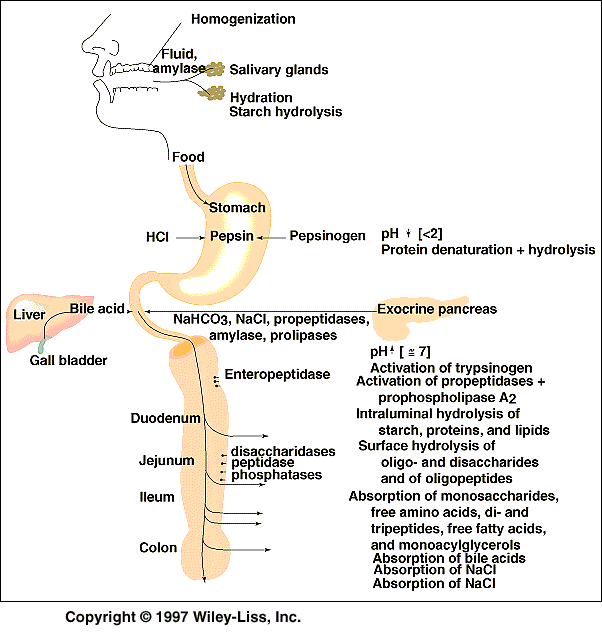 Homogenization
Fluid,
amylase
Salivary glands
Hydration
Starch hydrolysis
Food
Stomach
HCl
Pepsin
Pepsinogen
pH [<2]
Protein denaturation + hydrolysis
Liver
Bile acid
Exocrine pancreas
NaHCO3, NaCl, propeptidases,
amylase, prolipases
Gall bladder
pH [ ≅ 7]
Activation of trypsinogen
Enteropeptidase
Activation of propeptidases +
prophospholipase A2
Intraluminal hydrolysis of
starch, proteins, and lipids
Duodenum
Surface hydrolysis of
oligo- and disaccharides
and of oligopeptides
disaccharidases
Jejunum
peptidase
phosphatases
Ileum
Absorption of monosaccharides,
free amino acids, di- and
tripeptides, free fatty acids,
and monoacylglycerols
Colon
Absorption of bile acids
Absorption of NaCl
Absorption of NaCl
Copyright © 1997 Wiley-Liss, Inc.